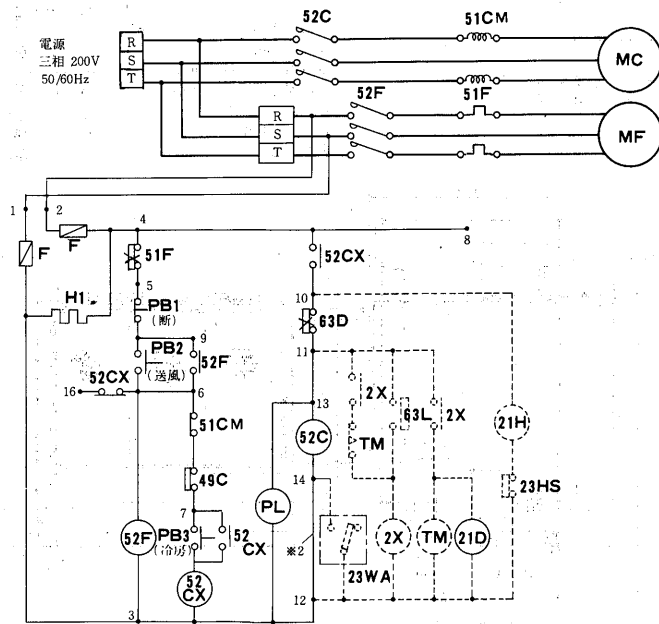 52C
51CM
電源
三相 200V
50/60Hz
R
S
T
MC
52F
51F
R
S
T
MF
1
2
4
8
F
F
51F
52CX
5
H1
PB1
(断)
10
63D
9
11
PB2
(送風)
52F
52CX
16
6
2X
63L
2X
13
21H
51CM
TM
52C
49C
14
23HS
7
PL
52F
PB3
(冷房)
52
CX
※2
2X
TM
21D
23WA
52
CX
12
3